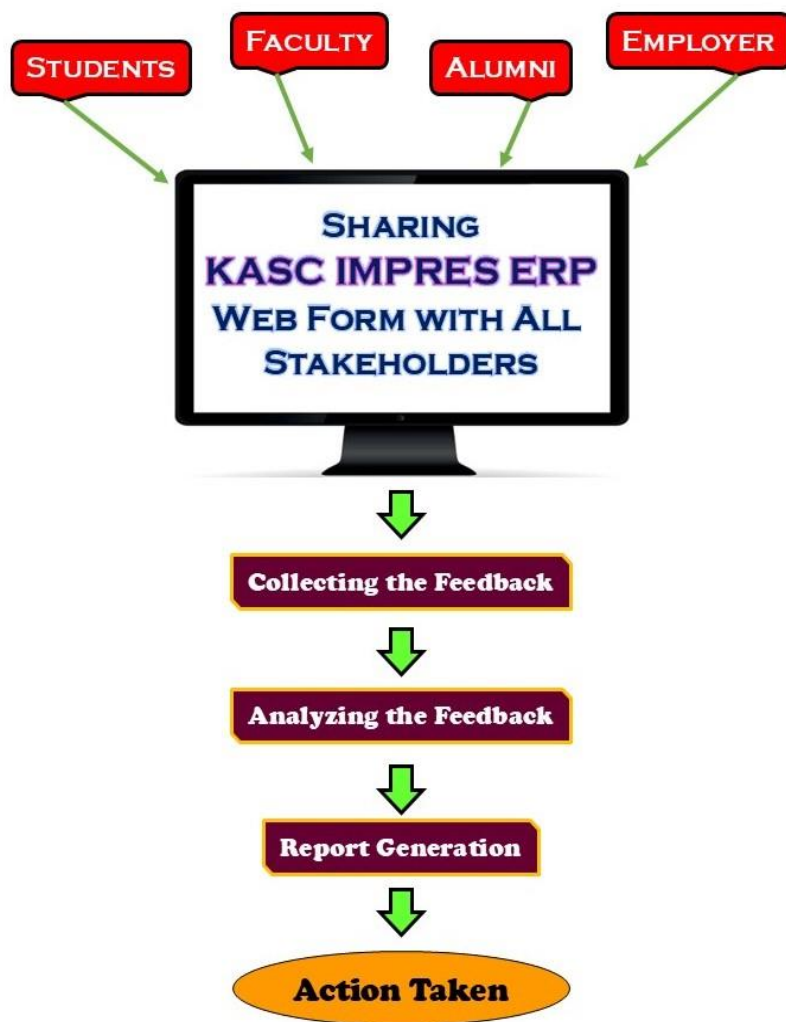 STUDENTS
FACULTY
ALUMNI
EMPLOYER
SHARING
KASC IMPRES ERP
WEB FORM WITH ALL
STAKEHOLDERS
Collecting the Feedback
Analyzing the Feedback
Report Generation
Action Taken